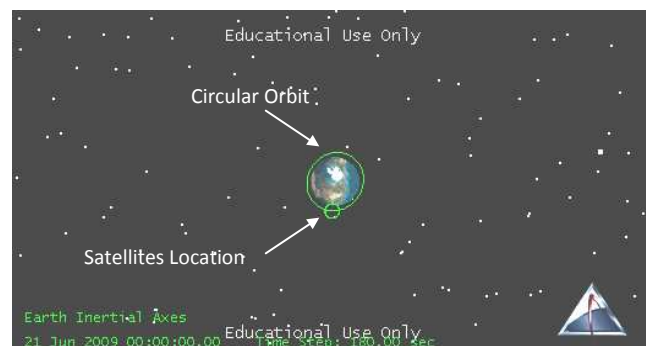 Educational Use Only
Circular Orbit
Satellites Location
Earth Inertial Axes
Educational Use Only
21 Jun 2009 00:00:00.00 Time Step: 180.00 sec